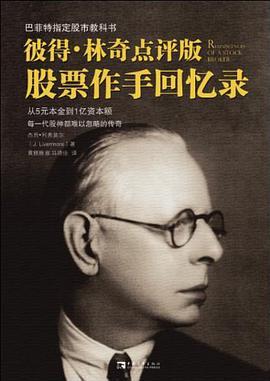 巴菲特指定股市教科书
彼得·林奇点评版
REMINISCENCES
OF A STOCK
股票作手回忆录
从5元本金到1亿资本额
每一代股神都难以忽略的传奇
杰西·利弗莫尔
(J. Livermore) 著